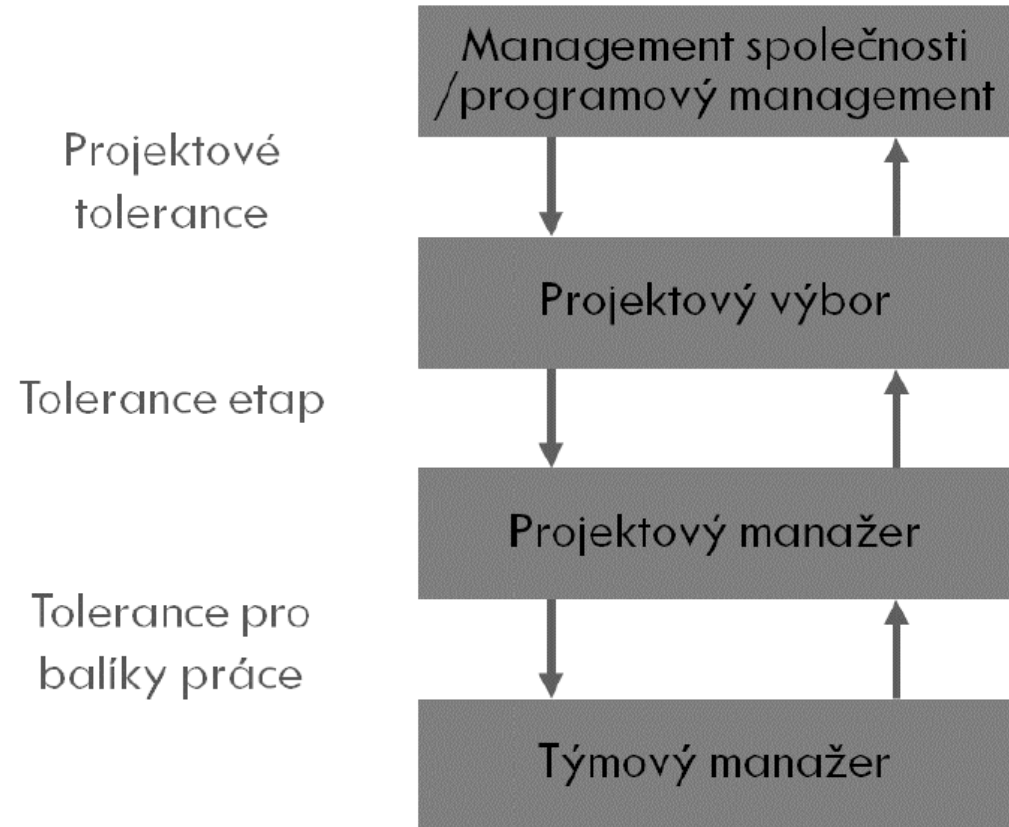 Management společnosti
/programový management
Projektové
tolerance
Projektový výbor
Tolerance etap
Projektový manažer
Tolerance pro
balíky práce
Týmový manažer